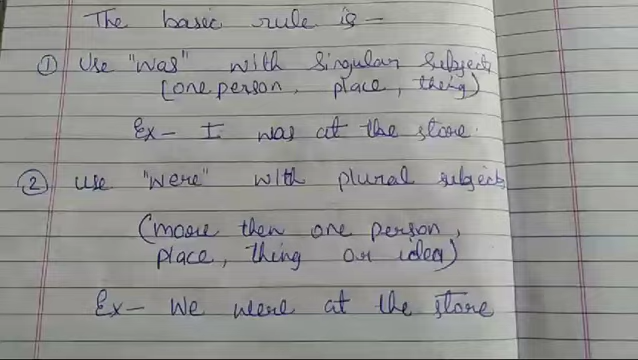 The basic rule is -
① Use "was" with singular subjects
(one person, place, thing)
Ex - I was at the store.
② use "were" with plural subjects
(more then one person,
place, thing or idea)
Ex - We were at the store